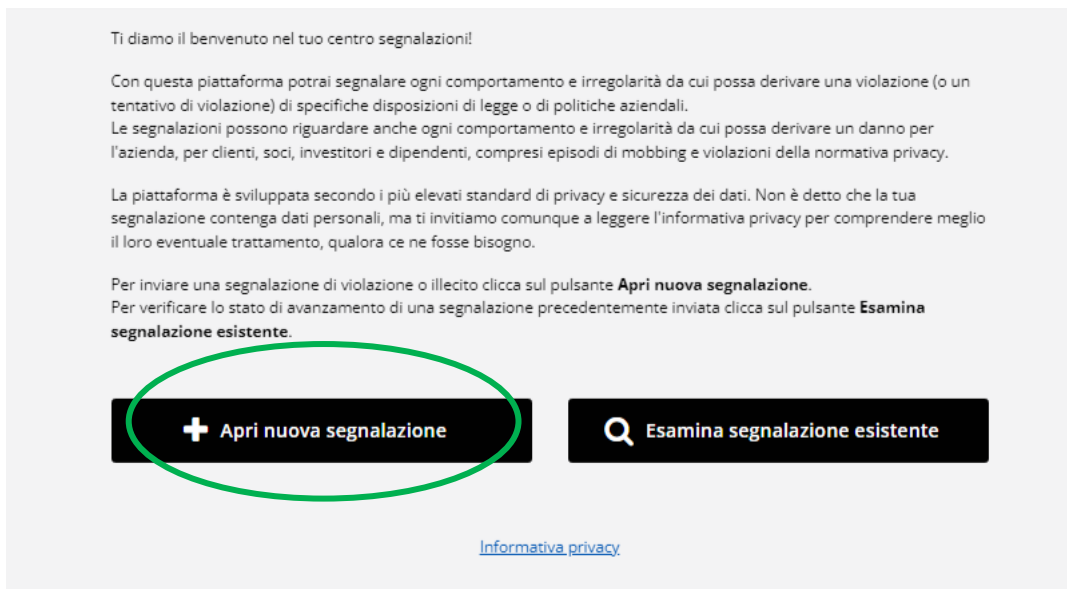 Ti diamo il benvenuto nel tuo centro segnalazioni!
Con questa piattaforma potrai segnalare ogni comportamento e irregolarità da cui possa derivare una violazione (o un
tentativo di violazione) di specifiche disposizioni di legge o di politiche aziendali.
Le segnalazioni possono riguardare anche ogni comportamento e irregolarità da cui possa derivare un danno per
l'azienda, per clienti, soci, investitori e dipendenti, compresi episodi di mobbing e violazioni della normativa privacy.
La piattaforma è sviluppata secondo i più elevati standard di privacy e sicurezza dei dati. Non è detto che la tua
segnalazione contenga dati personali, ma ti invitiamo comunque a leggere l'informativa privacy per comprendere meglio
il loro eventuale trattamento, qualora ce ne fosse bisogno.
Per inviare una segnalazione di violazione o illecito clicca sul pulsante Apri nuova segnalazione.
Per verificare lo stato di avanzamento di una segnalazione precedentemente inviata clicca sul pulsante Esamina
segnalazione esistente.
Apri nuova segnalazione
Esamina segnalazione esistente
Informativa privacy